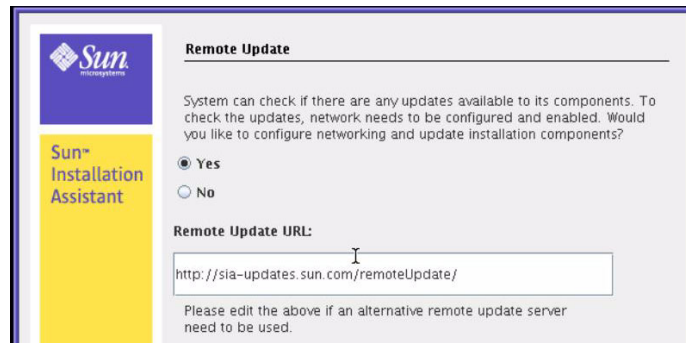 Sun
microsystems
Sun™
Installation
Assistant
Remote Update
System can check if there are any updates available to its components. To
check the updates, network needs to be configured and enabled. Would
you like to configure networking and update installation components?
Yes
No
Remote Update URL:
http://sia-updates.sun.com/remoteUpdate/
Please edit the above if an alternative remote update server
need to be used.